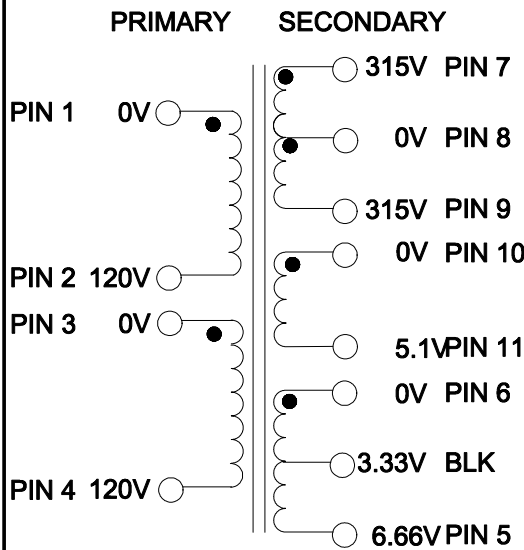 PRIMARY SECONDARY
315V PIN 7
PIN 1 0V
0V PIN 8
315V PIN 9
0V PIN 10
PIN 2 120V
PIN 3 0V
5.1V PIN 11
0V PIN 6
3.33V BLK
PIN 4 120V
6.66V PIN 5